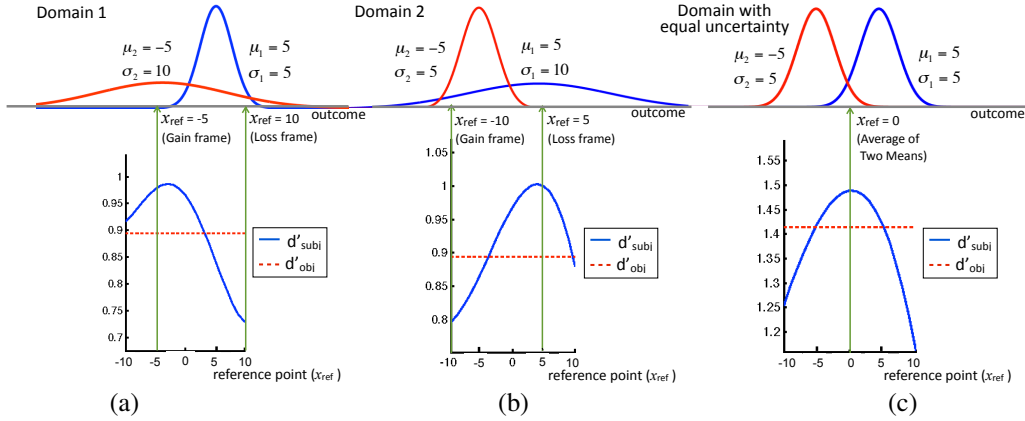 Domain 1
μ₂ = −5
σ₂ = 10
μ₁ = 5
σ₁ = 5
outcome
xref = -5
(Gain frame)
xref = 10
(Loss frame)
1
0.95
0.9
0.85
0.8
0.75
0.7
-10
-5
0
5
10
d'subj
d'obj
reference point (xref )
(a)
Domain 2
μ₂ = −5
σ₂ = 5
μ₁ = 5
σ₁ = 10
outcome
xref = -10
(Gain frame)
xref = 5
(Loss frame)
1.05
1
0.95
0.9
0.85
0.8
-10
-5
0
5
10
d'subj
d'obj
reference point (xref )
(b)
Domain with
equal uncertainty
μ₂ = −5
σ₂ = 5
μ₁ = 5
σ₁ = 5
outcome
xref = 0
(Average of
Two Means)
1.55
1.5
1.45
1.4
1.35
1.3
1.25
1.2
-10
-5
0
5
10
d'subj
d'obj
reference point (xref )
(c)